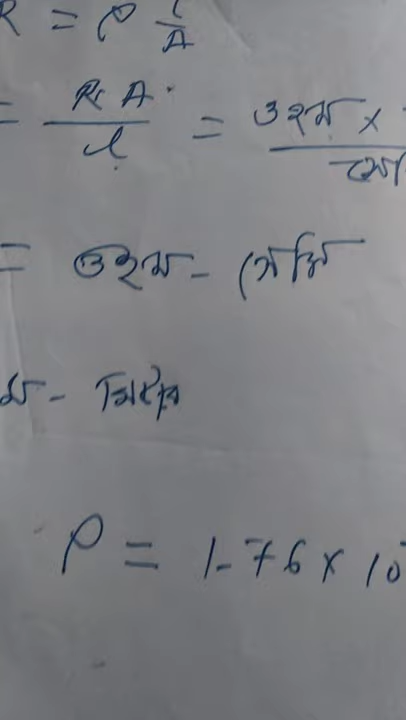 R = ρ l/A
= RA/l = ওহম ×
= ওহম - সেমি
ম - মিটার
ρ = 1.76 × 10